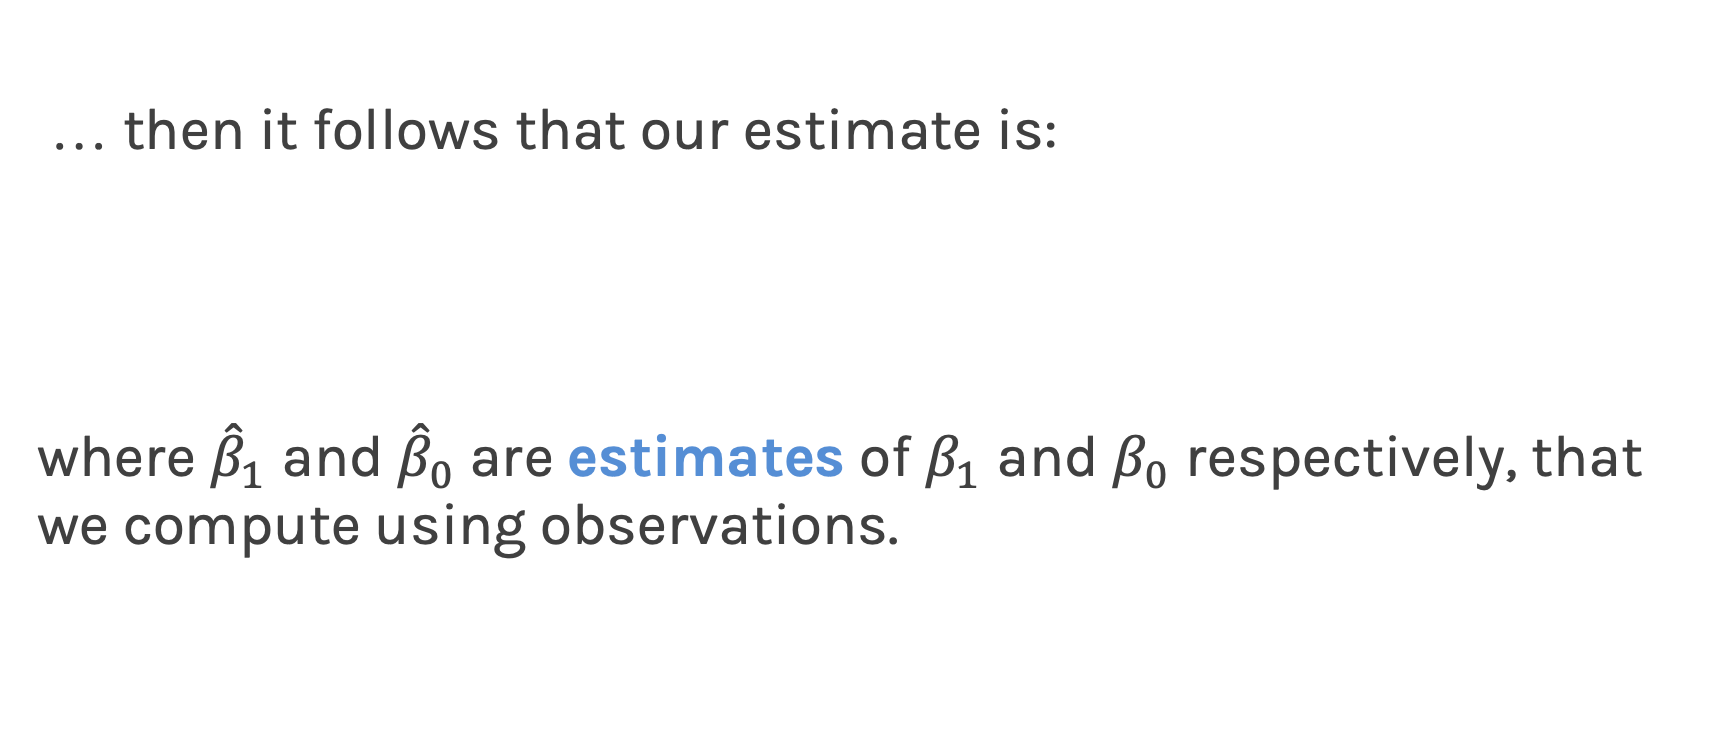 … then it follows that our estimate is:
where β̂₁ and β̂₀ are estimates of β₁ and β₀ respectively, that
we compute using observations.